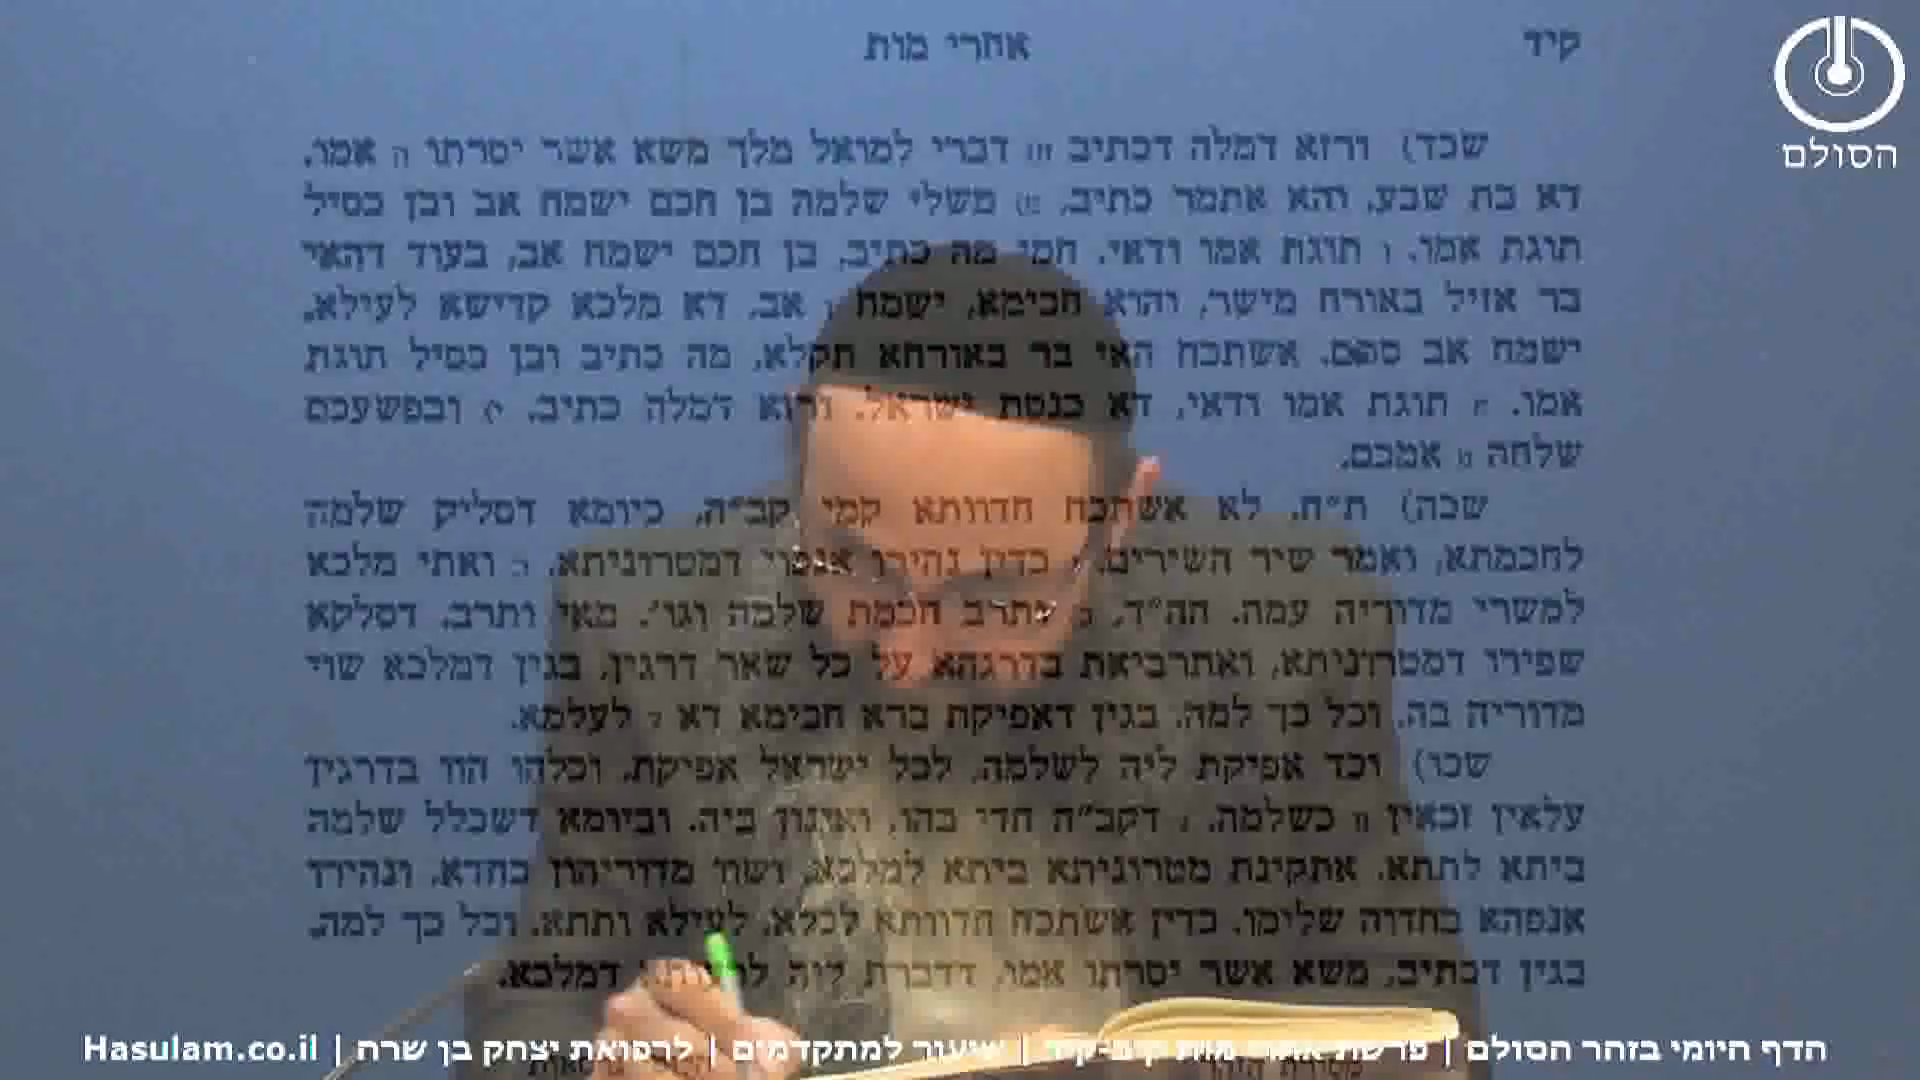 קיד
אחרי מות
הסולם
שכד) ורזא דמלה דכתיב דברי למואל מלך משא אשר יסרתו אמו.
דא בת שבע, והא אתמר כתיב, משלי שלמה בן חכם ישמח אב ובן כסיל
תוגת אמו. תוגת אמו ודאי. חמי מה כתיב, בן חכם ישמח אב, בעוד דהאי
בר אזיל באורח מישר, והוא חכימא, ישמח אב, דא מלכא קדישא לעילא,
ישמח אב סתם. אשתכח האי בר באורחא תקלא, מה כתיב ובן כסיל תוגת
אמו. תוגת אמו ודאי, דא כנסת ישראל. ורזא דמלה כתיב, ובפשעכם
שלחה אמכם.
שכה) ת״ח, לא אשתכח חדוותא קמי קב״ה, כיומא דסליק שלמה
לחכמתא, ואמר שיר השירים, כדין נהירו אנפוי דמטרוניתא, ואתי מלכא
למשרי מדוריה עמה. הה״ד, ותרב חכמת שלמה וגו׳. מאי ותרב, דסלקא
שפירו דמטרוניתא, ואתרביאת בדרגהא על כל שאר דרגין, בגין דמלכא שוי
מדוריה בה. וכל כך למה, בגין דאפיקת ברא חכימא דא לעלמא.
שכו) וכד אפיקת ליה לשלמה, לכל ישראל אפיקת, וכלהו הוו בדרגין
עלאין זכאין כשלמה, דקב״ה חדי בהו, ואינון ביה. וביומא דשכלל שלמה
ביתא לתתא, אתקינת מטרוניתא ביתא למלכא, ושוו מדוריהון כחדא, ונהירו
אנפהא בחדוה שלימו. כדין אשתכח חדוותא לכלא, לעילא ותתא. וכל כך למה,
בגין דכתיב, משא אשר יסרתו אמו, דדברת ליה דמלכא.
הדף היומי בזהר הסולם | פרשת אחרי מות קיב-קיד | שיעור למתקדמים | לרפואת יצחק בן שרה | Hasulam.co.il